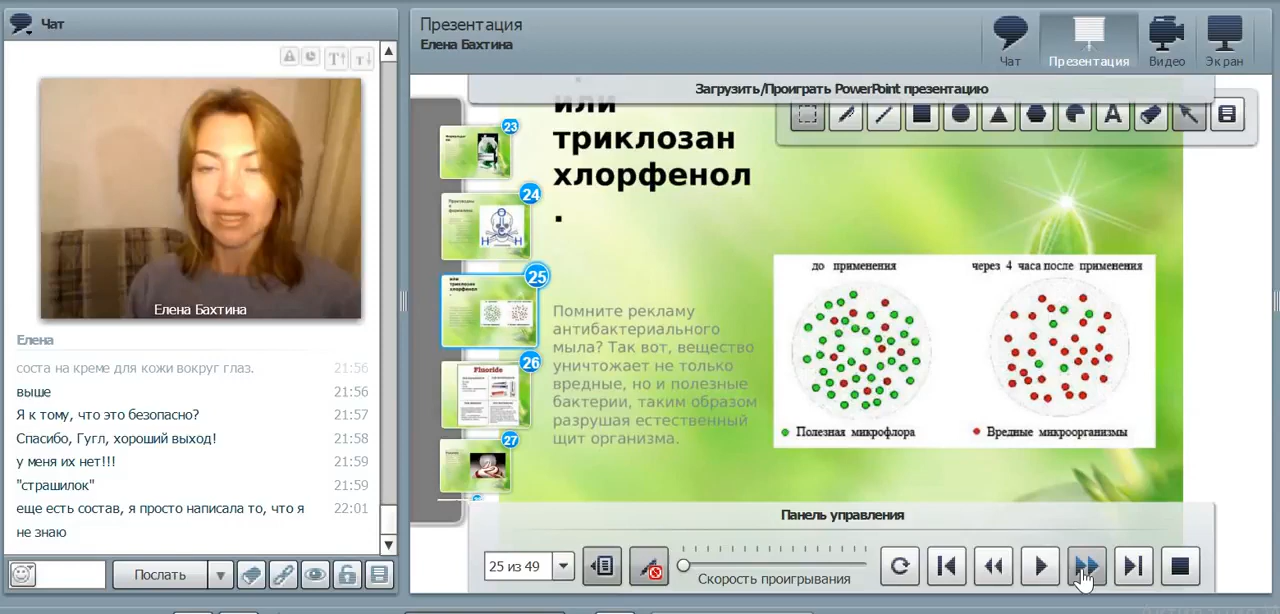 Чат
Елена Бахтина
Елена
соста на креме для кожи вокруг глаз. 21:56
выше 21:56
Я к тому, что это безопасно? 21:57
Спасибо, Гугл, хороший выход! 21:58
у меня их нет!!! 21:59
"страшилок" 21:59
еще есть состав, я просто написала то, что я 22:01
не знаю
Послать
Презентация
Елена Бахтина
Чат
Презентация
Видео
Экран
Загрузить/Проиграть PowerPoint презентацию
23
24
25
26
Fluoride
27
или
триклозан
хлорфенол
.
Помните рекламу
антибактериального
мыла? Так вот, вещество
уничтожает не только
вредные, но и полезные
бактерии, таким образом
разрушая естественный
щит организма.
до применения
через 4 часа после применения
Полезная микрофлора
Вредные микроорганизмы
Панель управления
25 из 49
Скорость проигрывания